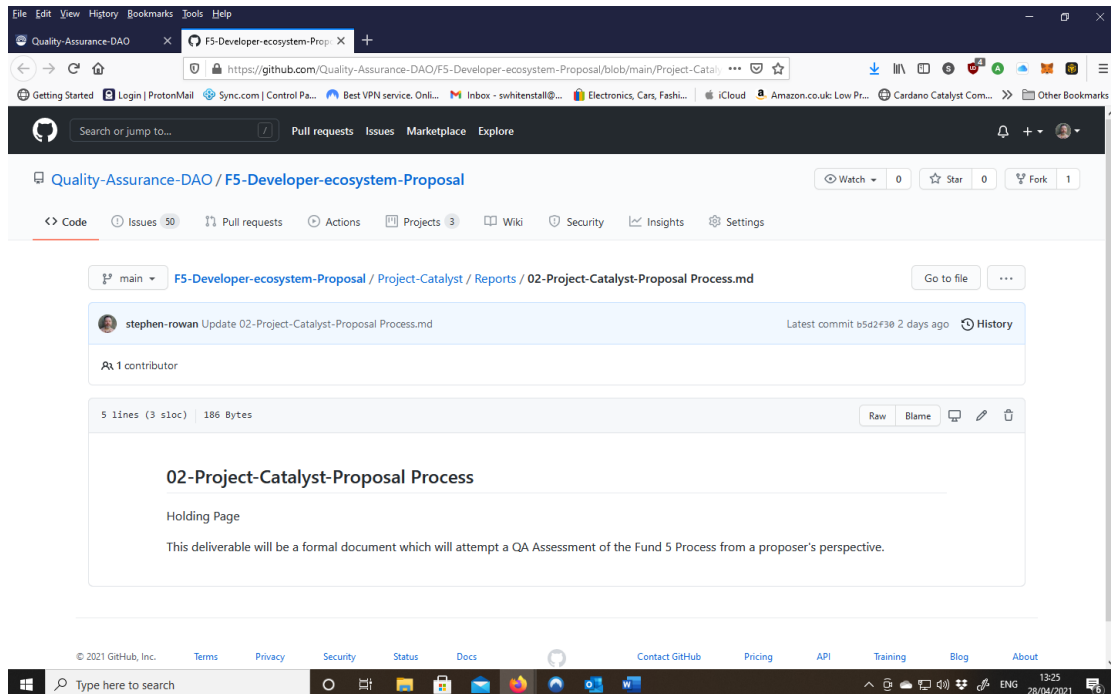 File Edit View History Bookmarks Tools Help
Quality-Assurance-DAO
F5-Developer-ecosystem-Propo
https://github.com/Quality-Assurance-DAO/F5-Developer-ecosystem-Proposal/blob/main/Project-Cataly
Getting Started Login | ProtonMail Sync.com | Control Pa... Best VPN service. Onli... Inbox - swhitenstall@... Electronics, Cars, Fashi... iCloud Amazon.co.uk: Low Pr... Cardano Catalyst Com... Other Bookmarks
Search or jump to... / Pull requests Issues Marketplace Explore
Quality-Assurance-DAO / F5-Developer-ecosystem-Proposal
Watch 0 Star 0 Fork 1
Code Issues 50 Pull requests Actions Projects 3 Wiki Security Insights Settings
main F5-Developer-ecosystem-Proposal / Project-Catalyst / Reports / 02-Project-Catalyst-Proposal Process.md Go to file ...
stephen-rowan Update 02-Project-Catalyst-Proposal Process.md Latest commit b5d2f30 2 days ago History
1 contributor
5 lines (3 sloc) 186 Bytes Raw Blame
02-Project-Catalyst-Proposal Process
Holding Page
This deliverable will be a formal document which will attempt a QA Assessment of the Fund 5 Process from a proposer's perspective.
© 2021 GitHub, Inc. Terms Privacy Security Status Docs Contact GitHub Pricing API Training Blog About
Type here to search ENG 13:25
28/04/2021